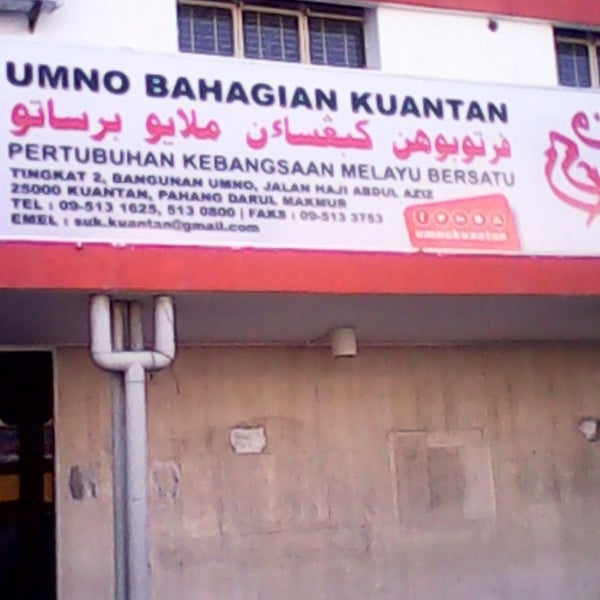 UMNO BAHAGIAN KUANTAN
فرتوبوهن كبڠساءن ملايو برساتو
PERTUBUHAN KEBANGSAAN MELAYU BERSATU
TINGKAT 2, BANGUNAN UMNO, JALAN HAJI ABDUL AZIZ
25000 KUANTAN, PAHANG DARUL MAKMUR
TEL : 09-513 1625, 513 0800 | FAKS : 09-513 3753
EMEL : suk.kuantan@gmail.com
umnokuantan